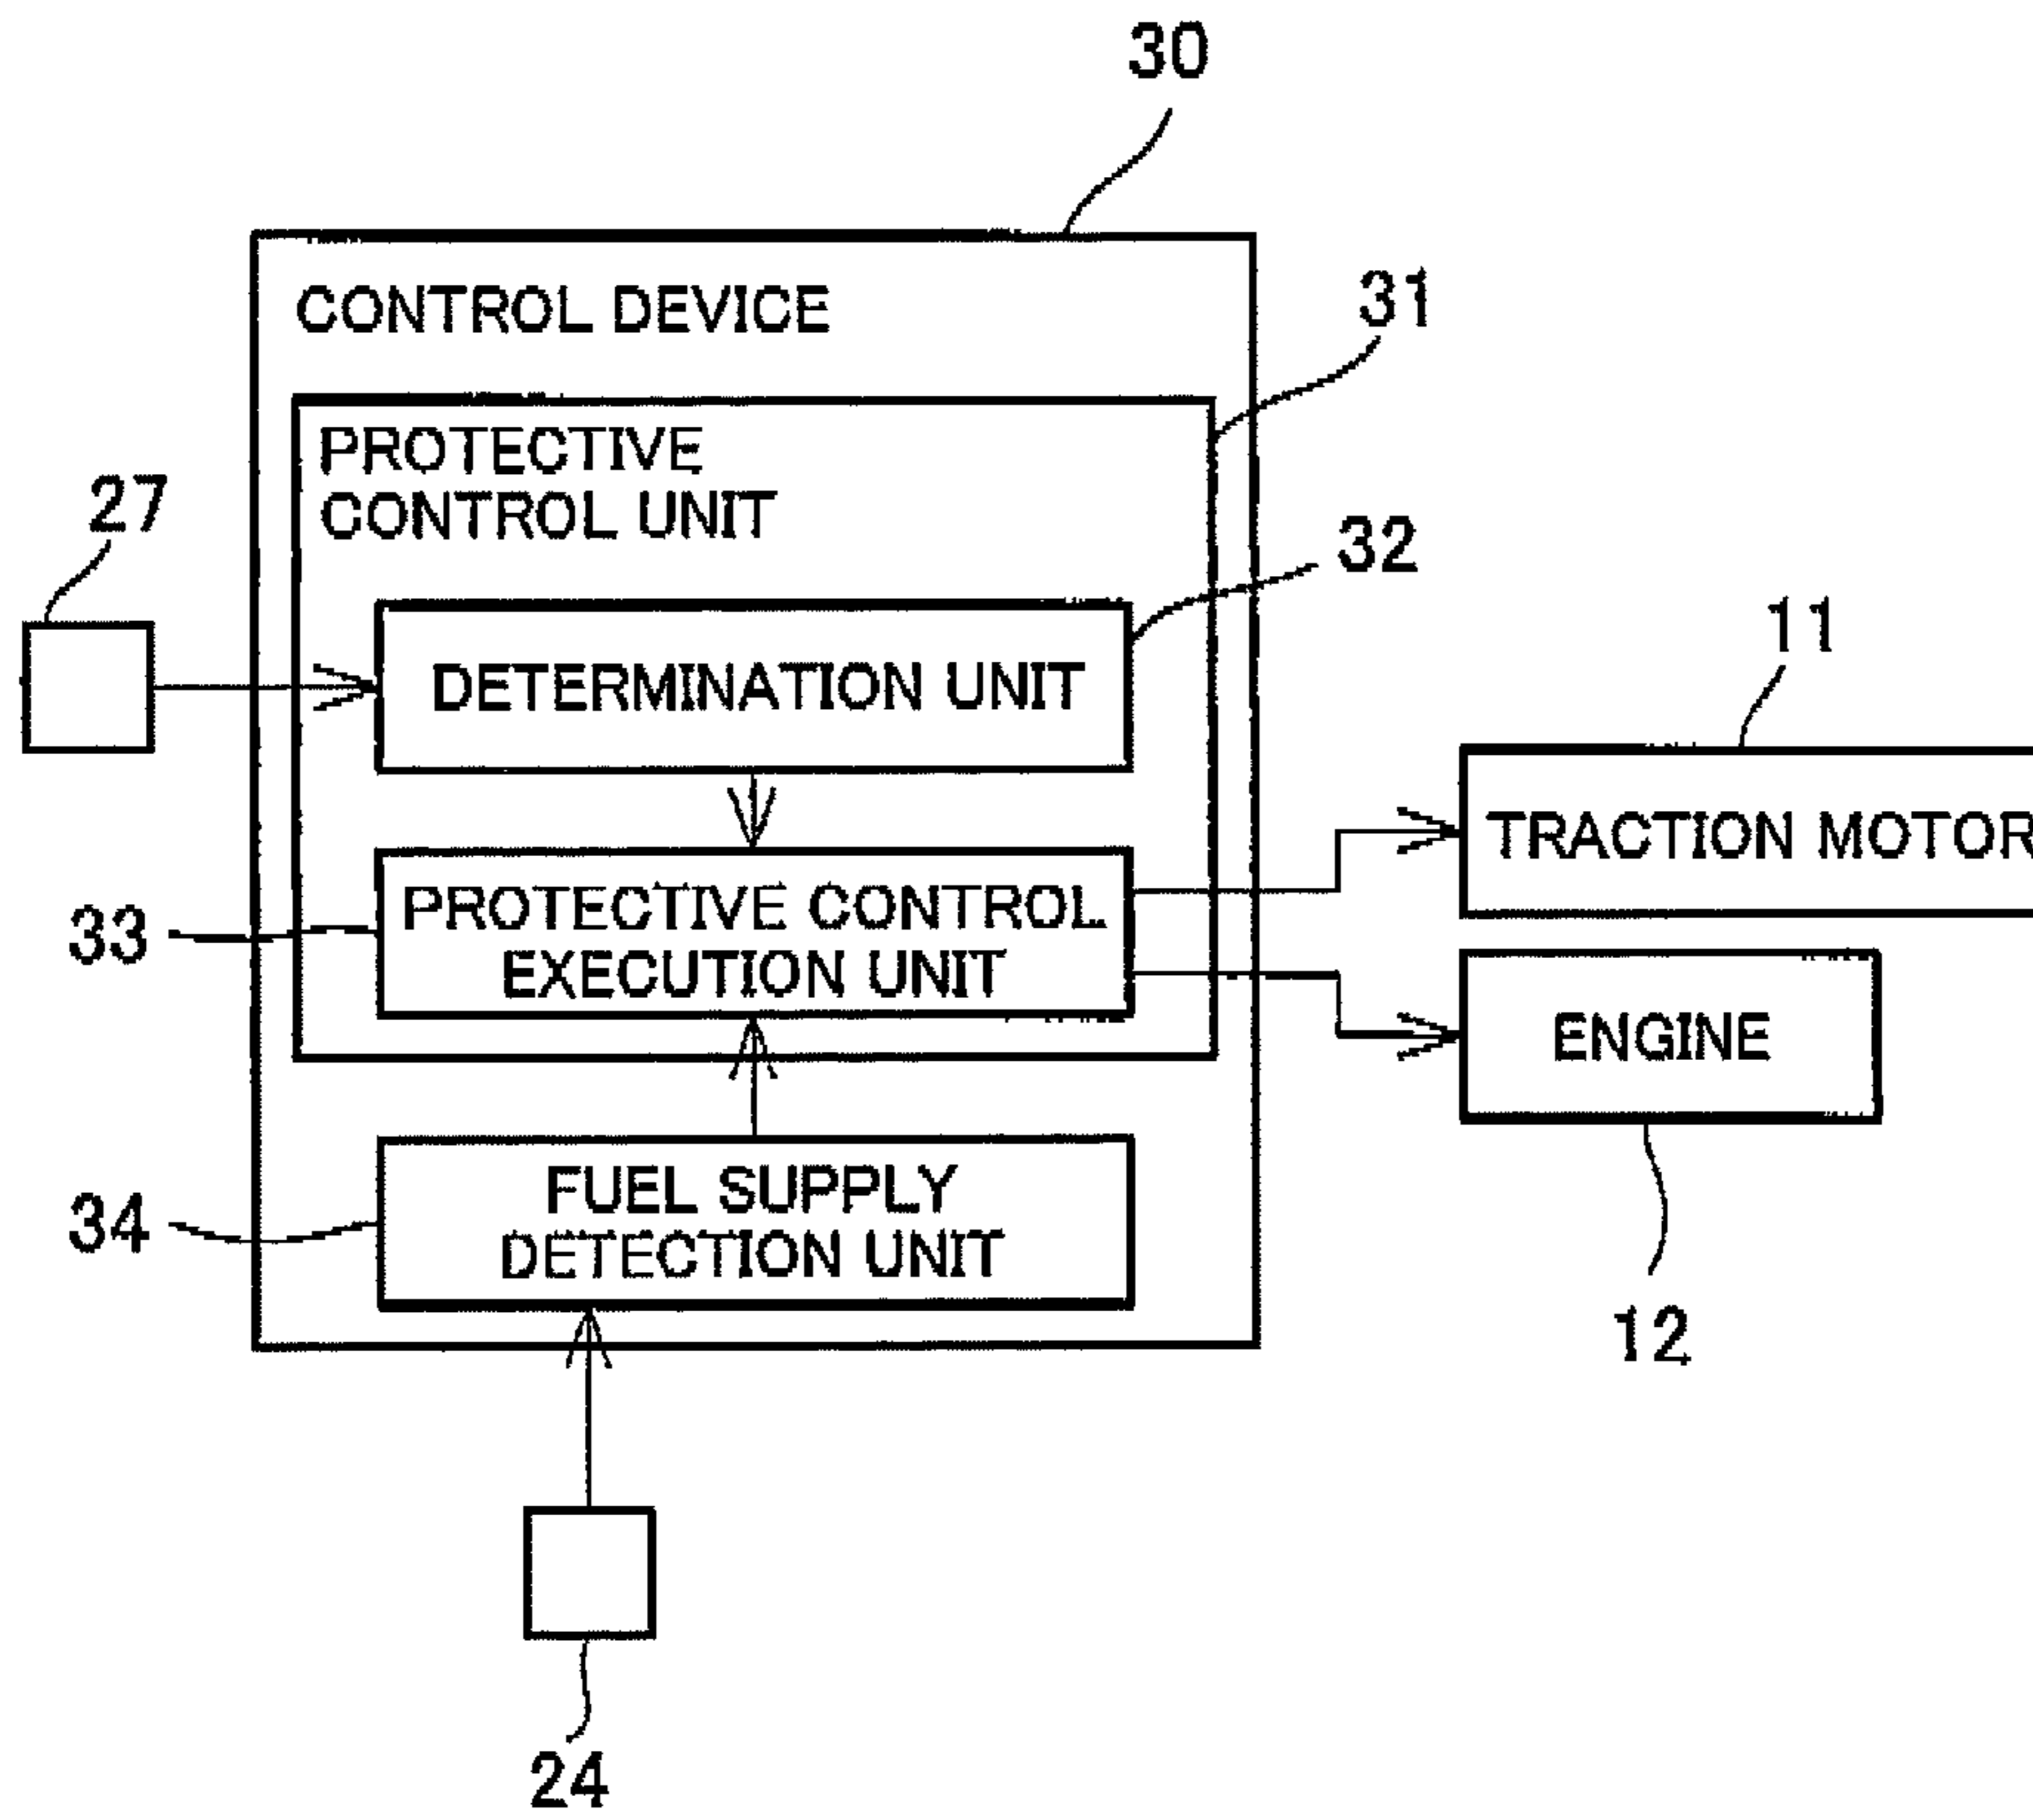 30
CONTROL DEVICE
31
PROTECTIVE
CONTROL UNIT
27
32
DETERMINATION UNIT
11
TRACTION MOTOR
33
PROTECTIVE CONTROL
EXECUTION UNIT
ENGINE
34
FUEL SUPPLY
DETECTION UNIT
12
24